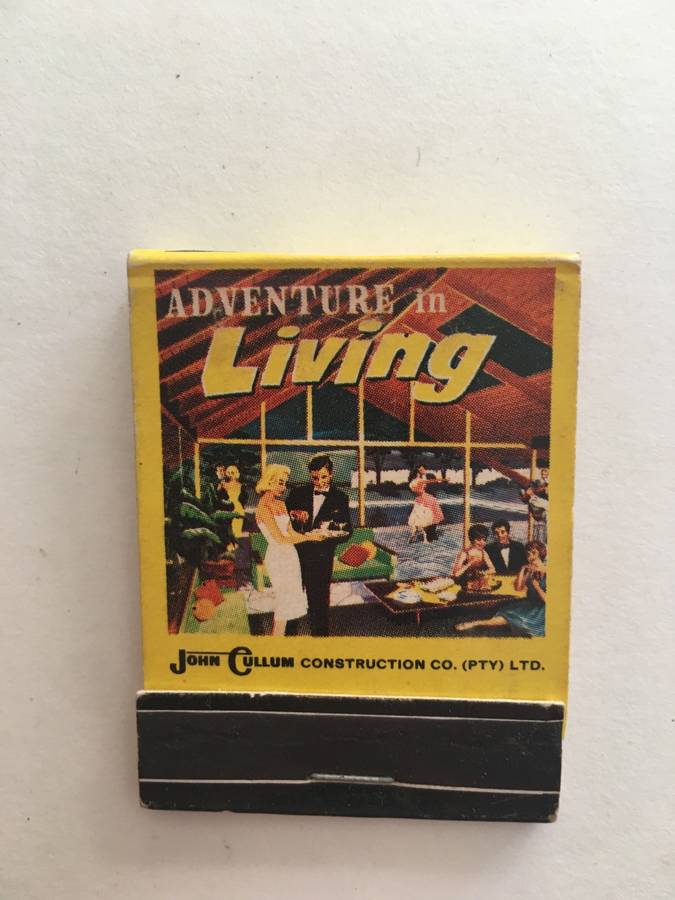 ADVENTURE in
Living
JOHN CULLUM CONSTRUCTION CO. (PTY) LTD.